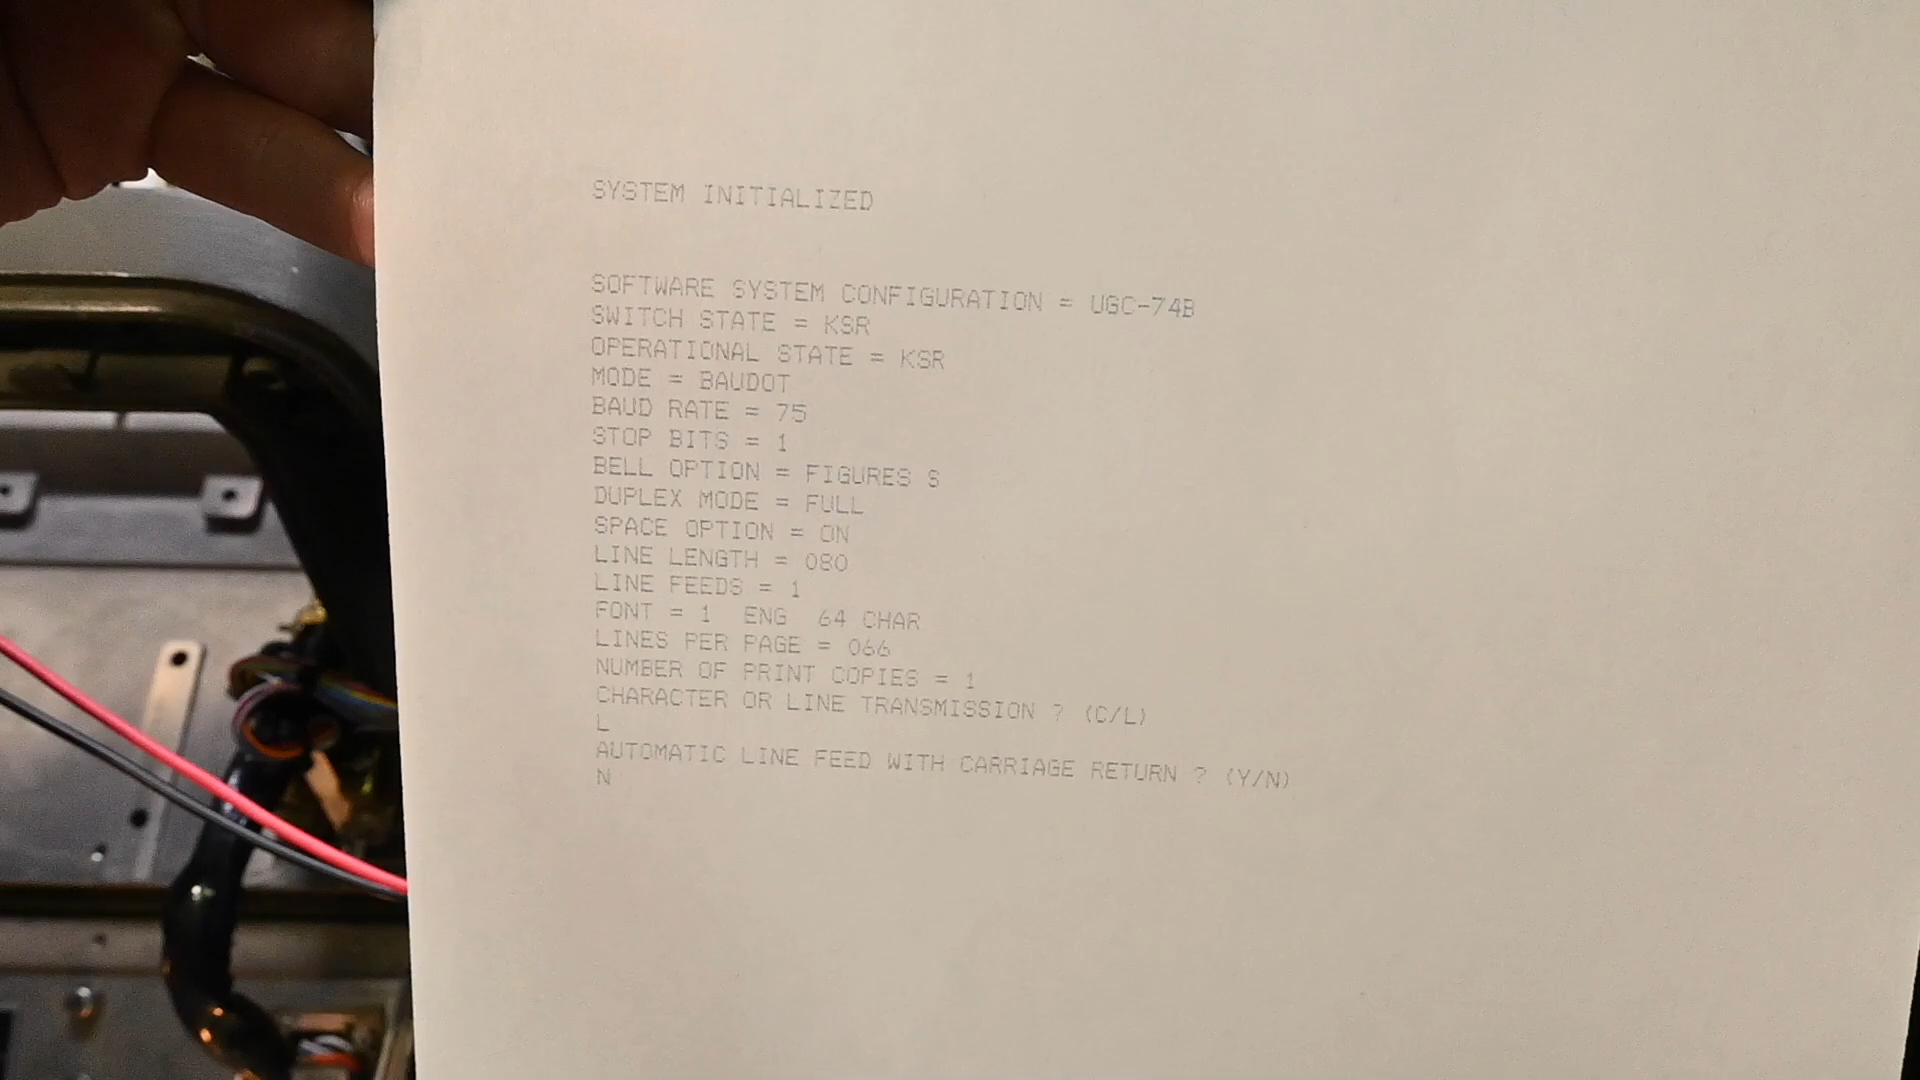 SYSTEM INITIALIZED
SOFTWARE SYSTEM CONFIGURATION = UGC-74B
SWITCH STATE = KSR
OPERATIONAL STATE = KSR
MODE = BAUDOT
BAUD RATE = 75
STOP BITS = 1
BELL OPTION = FIGURES S
DUPLEX MODE = FULL
SPACE OPTION = ON
LINE LENGTH = 080
LINE FEEDS = 1
FONT = 1  ENG  64 CHAR
LINES PER PAGE = 066
NUMBER OF PRINT COPIES = 1
CHARACTER OR LINE TRANSMISSION ? (C/L)
L
AUTOMATIC LINE FEED WITH CARRIAGE RETURN ? (Y/N)
N